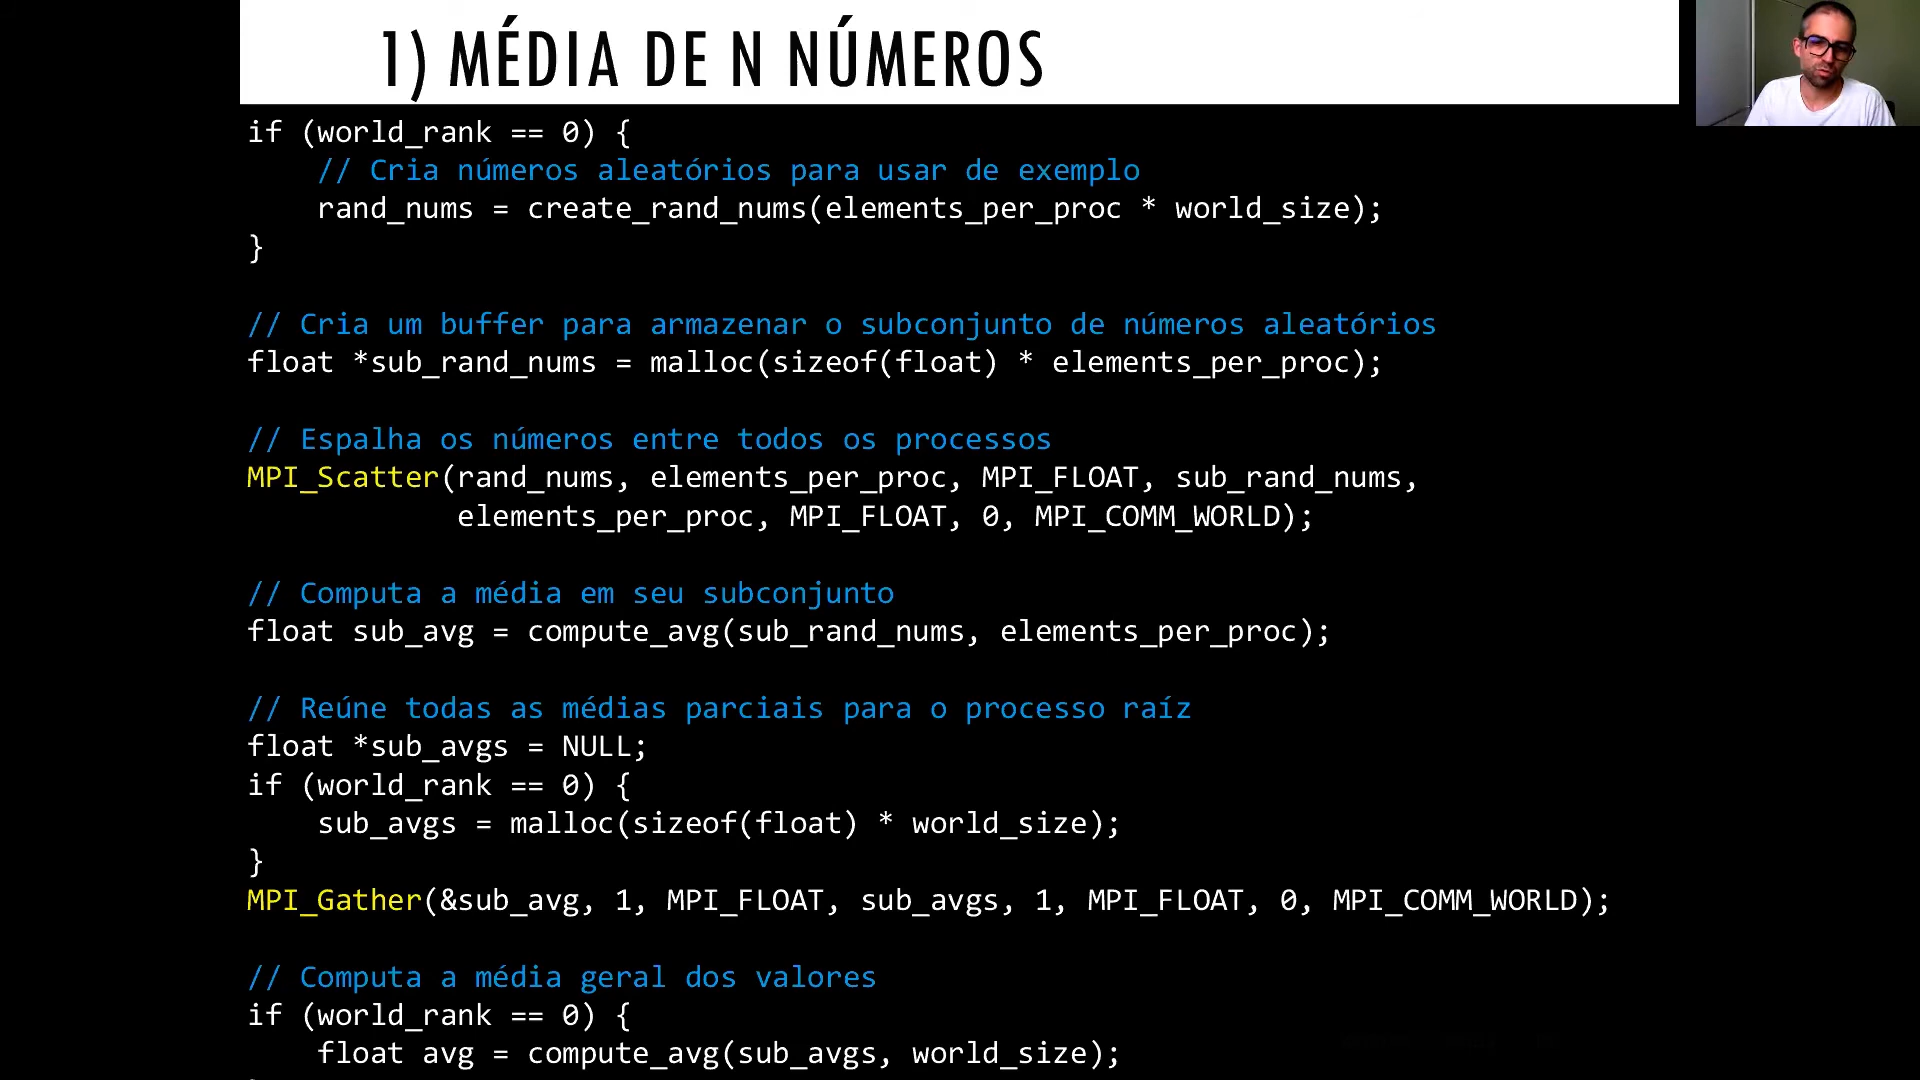 1) MÉDIA DE N NÚMEROS
if (world_rank == 0) {
    // Cria números aleatórios para usar de exemplo
    rand_nums = create_rand_nums(elements_per_proc * world_size);
}
// Cria um buffer para armazenar o subconjunto de números aleatórios
float *sub_rand_nums = malloc(sizeof(float) * elements_per_proc);
// Espalha os números entre todos os processos
MPI_Scatter(rand_nums, elements_per_proc, MPI_FLOAT, sub_rand_nums,
            elements_per_proc, MPI_FLOAT, 0, MPI_COMM_WORLD);
// Computa a média em seu subconjunto
float sub_avg = compute_avg(sub_rand_nums, elements_per_proc);
// Reúne todas as médias parciais para o processo raíz
float *sub_avgs = NULL;
if (world_rank == 0) {
    sub_avgs = malloc(sizeof(float) * world_size);
}
MPI_Gather(&sub_avg, 1, MPI_FLOAT, sub_avgs, 1, MPI_FLOAT, 0, MPI_COMM_WORLD);
// Computa a média geral dos valores
if (world_rank == 0) {
    float avg = compute_avg(sub_avgs, world_size);